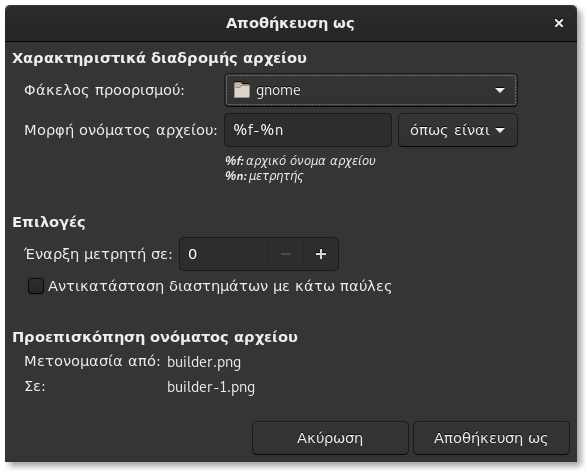 Αποθήκευση ως
Χαρακτηριστικά διαδρομής αρχείου
Φάκελος προορισμού: gnome
Μορφή ονόματος αρχείου: %f-%n όπως είναι
%f: αρχικό όνομα αρχείου
%n: μετρητής
Επιλογές
Έναρξη μετρητή σε: 0 − +
Αντικατάσταση διαστημάτων με κάτω παύλες
Προεπισκόπηση ονόματος αρχείου
Μετονομασία από: builder.png
Σε: builder-1.png
Ακύρωση Αποθήκευση ως